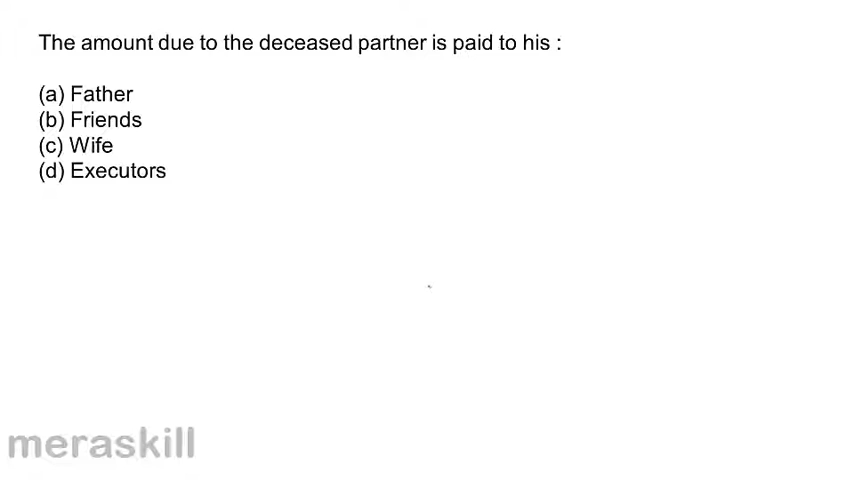 The amount due to the deceased partner is paid to his :
(a) Father
(b) Friends
(c) Wife
(d) Executors
meraskill